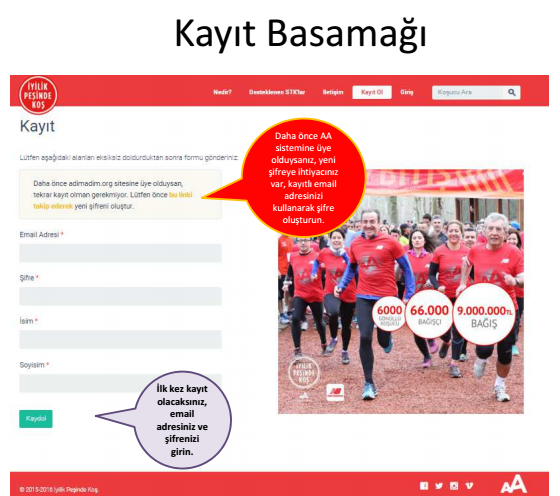 Kayıt Basamağı
İYİLİK
PEŞİNDE
KOŞ
Nedir? Desteklenen STK'lar İletişim Kayıt Ol Giriş Koşucu Ara
Kayıt
Lütfen aşağıdaki alanları eksiksiz doldurduktan sonra formu gönderiniz.
Daha önce adimadim.org sitesine üye olduysan,
tekrar kayıt olman gerekmiyor. Lütfen önce bu linki
takip ederek yeni şifreni oluştur.
Daha önce AA
sistemine üye
olduysanız, yeni
şifreye ihtiyacınız
var, kayıtlı email
adresinizi
kullanarak şifre
oluşturun.
Email Adresi *
Şifre *
İsim *
Soyisim *
Kaydol
İlk kez kayıt
olacaksınız,
email
adresiniz ve
şifrenizi
girin.
6000
GÖNÜLLÜ
KOŞUCU
66.000
BAĞIŞÇI
9.000.000TL
BAĞIŞ
İYİLİK
PEŞİNDE
KOŞ
© 2015-2016 İyilik Peşinde Koş.
AA